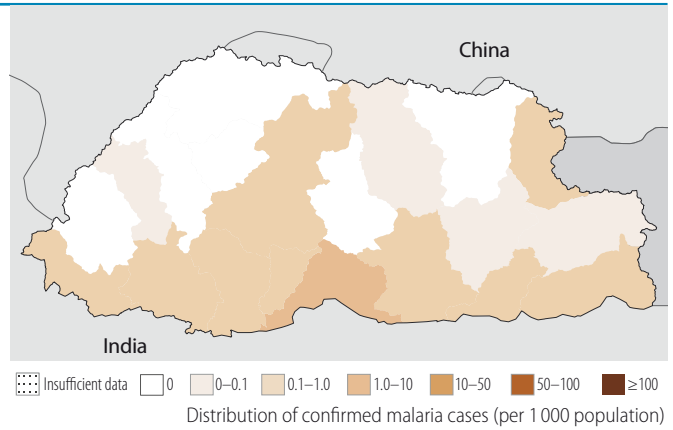 China
India
Insufficient data 0 0–0.1 0.1–1.0 1.0–10 10–50 50–100 ≥100
Distribution of confirmed malaria cases (per 1 000 population)